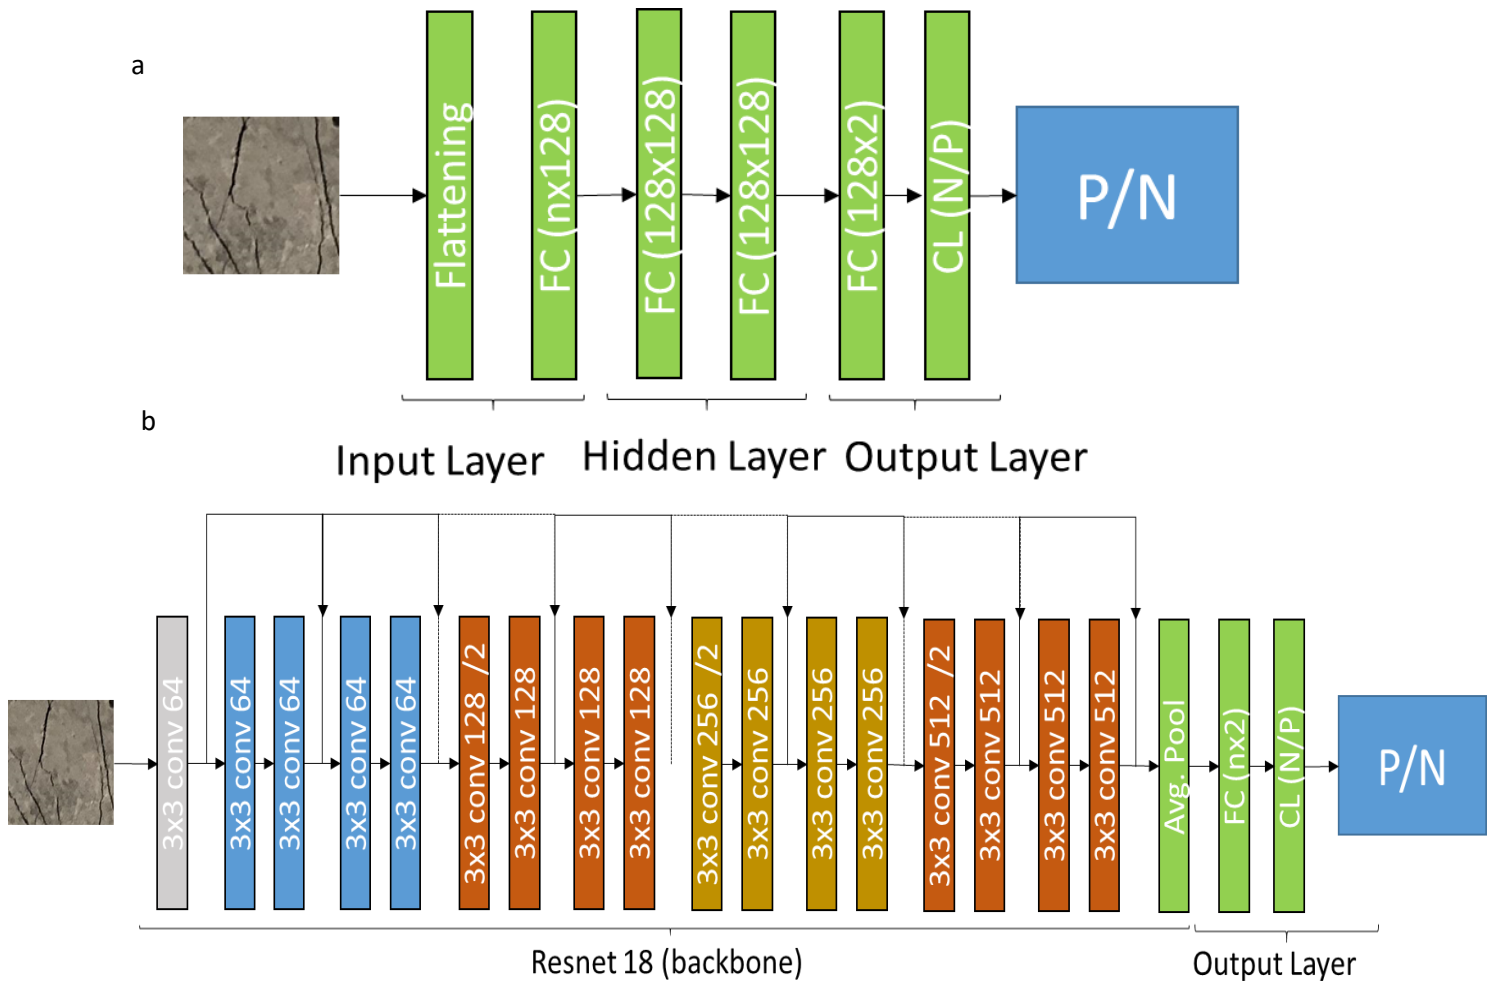 a
Flattening
FC (nx128)
FC (128x128)
FC (128x128)
FC (128x2)
CL (N/P)
P/N
Input Layer
Hidden Layer
Output Layer
b
3x3 conv 64
3x3 conv 64
3x3 conv 64
3x3 conv 64
3x3 conv 64
3x3 conv 128 /2
3x3 conv 128
3x3 conv 128
3x3 conv 128
3x3 conv 256 /2
3x3 conv 256
3x3 conv 256
3x3 conv 256
3x3 conv 512 /2
3x3 conv 512
3x3 conv 512
3x3 conv 512
Avg. Pool
FC (nx2)
CL (N/P)
P/N
Resnet 18 (backbone)
Output Layer